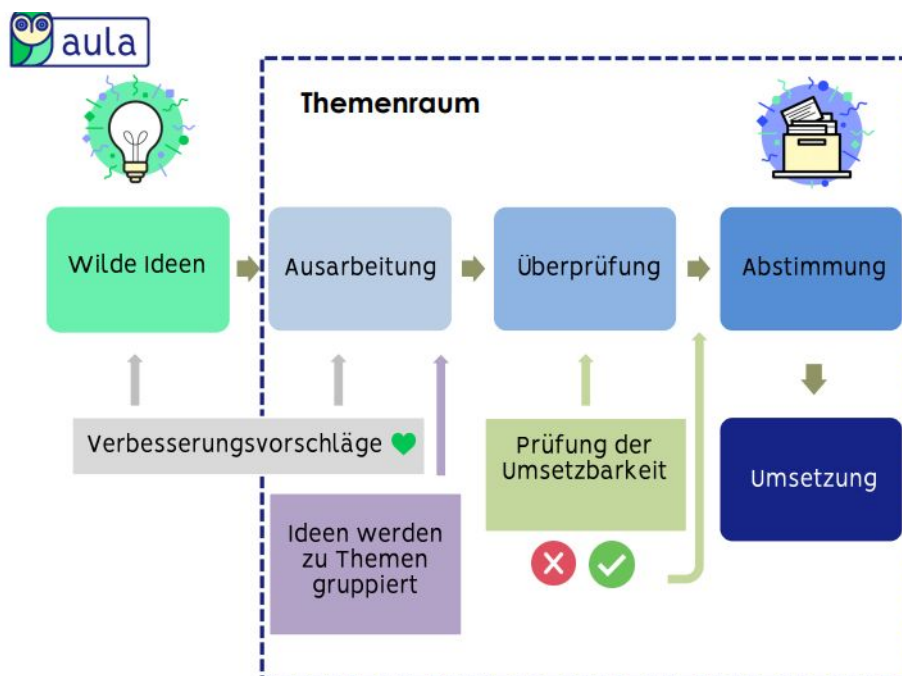 aula
Themenraum
Wilde Ideen
Ausarbeitung
Überprüfung
Abstimmung
Verbesserungsvorschläge
Prüfung der
Umsetzbarkeit
Umsetzung
Ideen werden
zu Themen
gruppiert